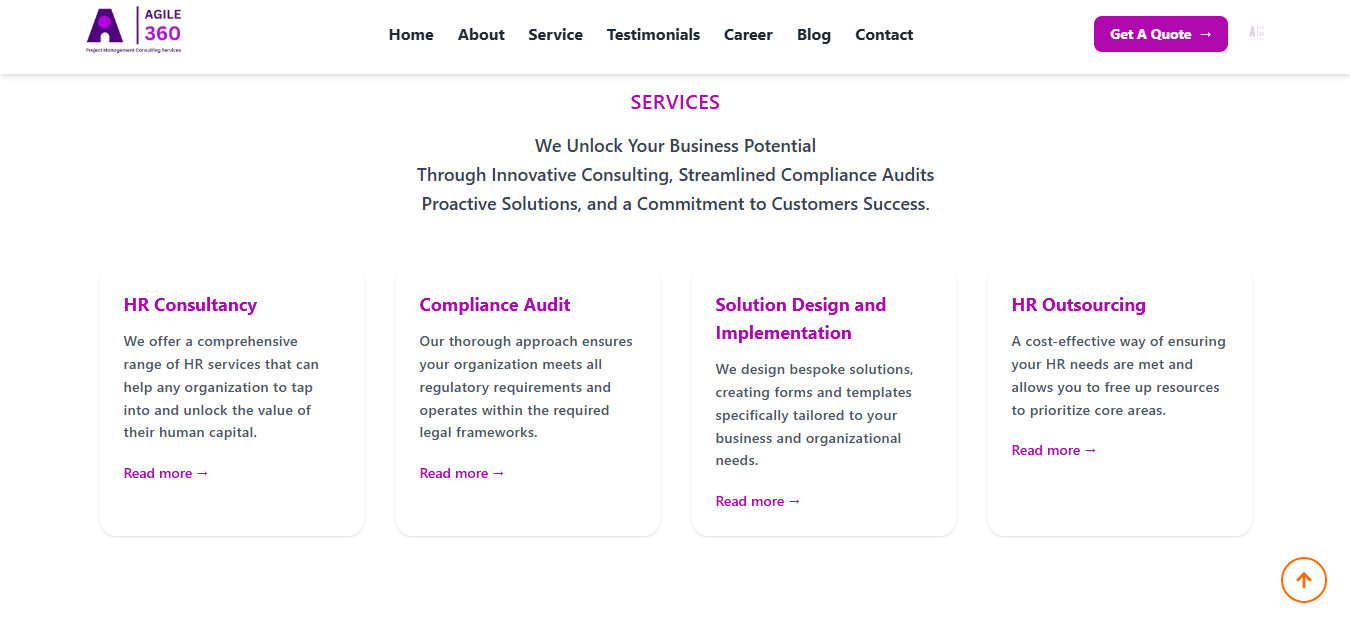 AGILE
360
Project Management Consulting Services
Home About Service Testimonials Career Blog Contact
Get A Quote →
SERVICES
We Unlock Your Business Potential
Through Innovative Consulting, Streamlined Compliance Audits
Proactive Solutions, and a Commitment to Customers Success.
HR Consultancy
We offer a comprehensive
range of HR services that can
help any organization to tap
into and unlock the value of
their human capital.
Read more →
Compliance Audit
Our thorough approach ensures
your organization meets all
regulatory requirements and
operates within the required
legal frameworks.
Read more →
Solution Design and
Implementation
We design bespoke solutions,
creating forms and templates
specifically tailored to your
business and organizational
needs.
Read more →
HR Outsourcing
A cost-effective way of ensuring
your HR needs are met and
allows you to free up resources
to prioritize core areas.
Read more →